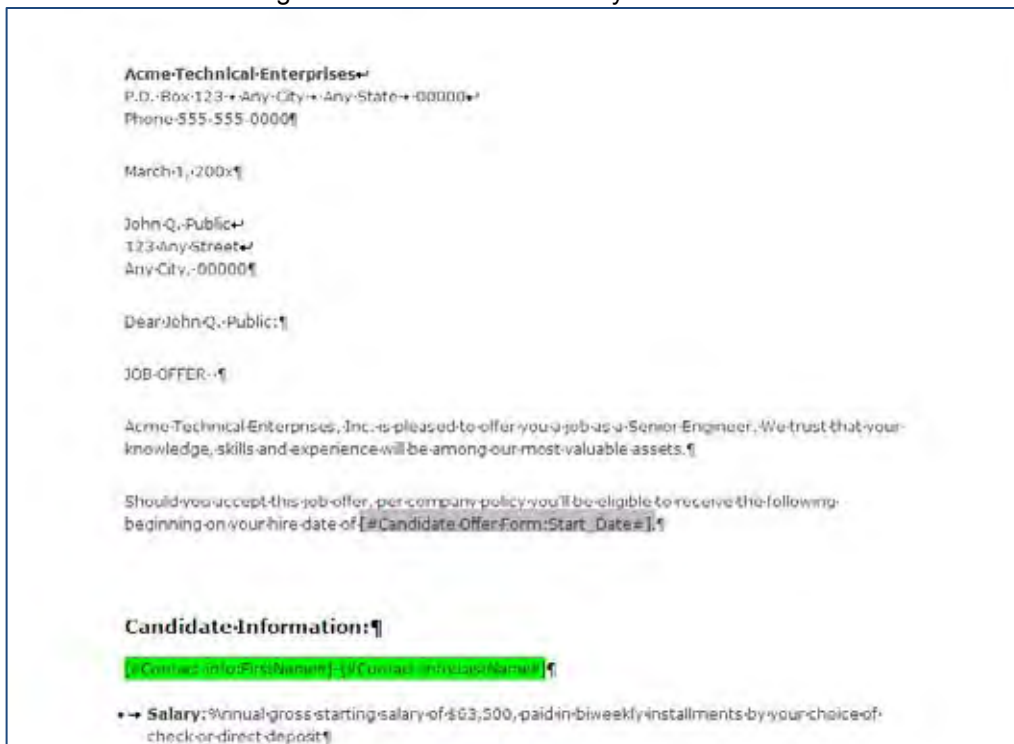 Acme Technical Enterprises↵
P.O. Box 123 • Any City • Any State • 00000↵
Phone 555-555-0000¶
March 1, 200x¶
John Q. Public↵
123 Any Street↵
Any City, 00000¶
Dear John Q. Public:¶
JOB OFFER ¶
Acme Technical Enterprises, Inc. is pleased to offer you a job as a Senior Engineer. We trust that your
knowledge, skills and experience will be among our most valuable assets.¶
Should you accept this job offer, per company policy you'll be eligible to receive the following
beginning on your hire date of [#Candidate Offer Form:Start_Date#].¶
Candidate Information:¶
[#Contact Info:FirstName#] [#Contact Info:LastName#]¶
• → Salary: Annual gross starting salary of $63,500, paid in biweekly installments by your choice of
check or direct deposit¶